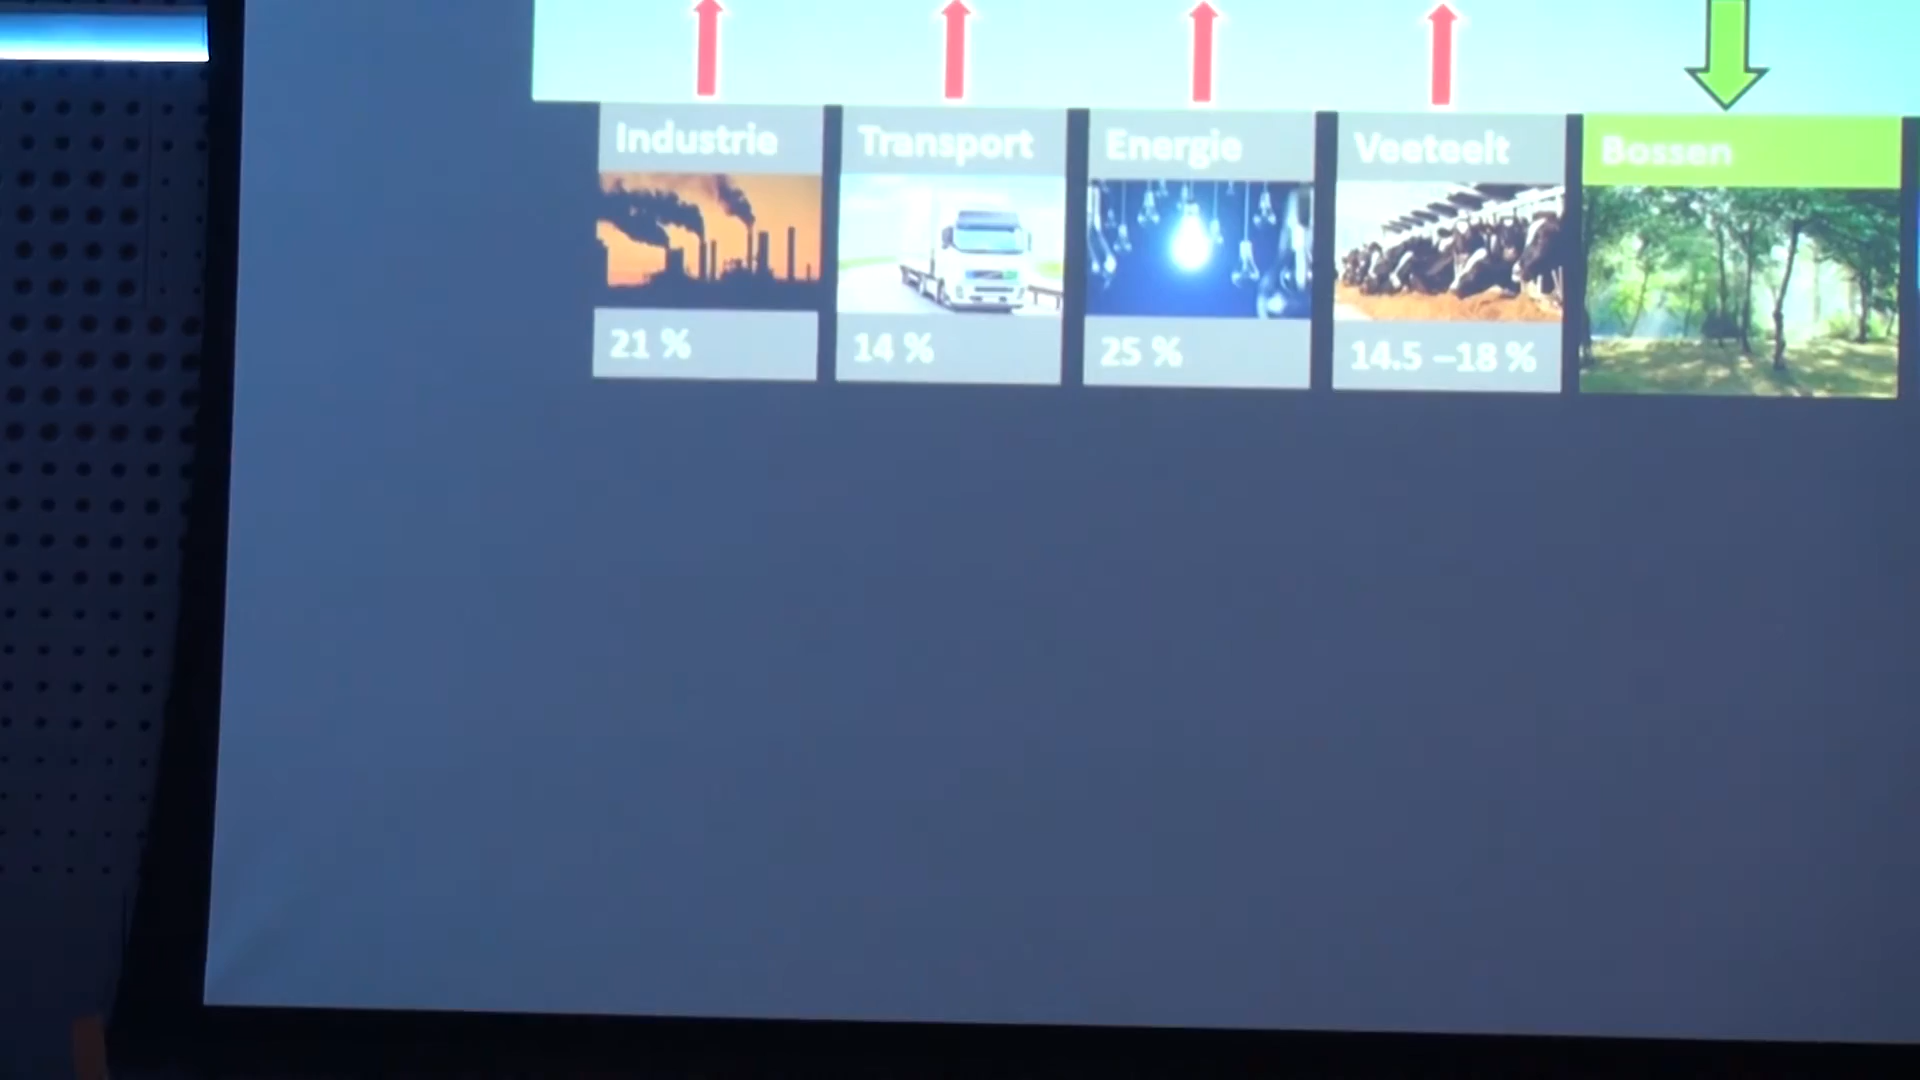 Industrie
Transport
Energie
Veeteelt
Bossen
21 %
14 %
25 %
14.5 –18 %